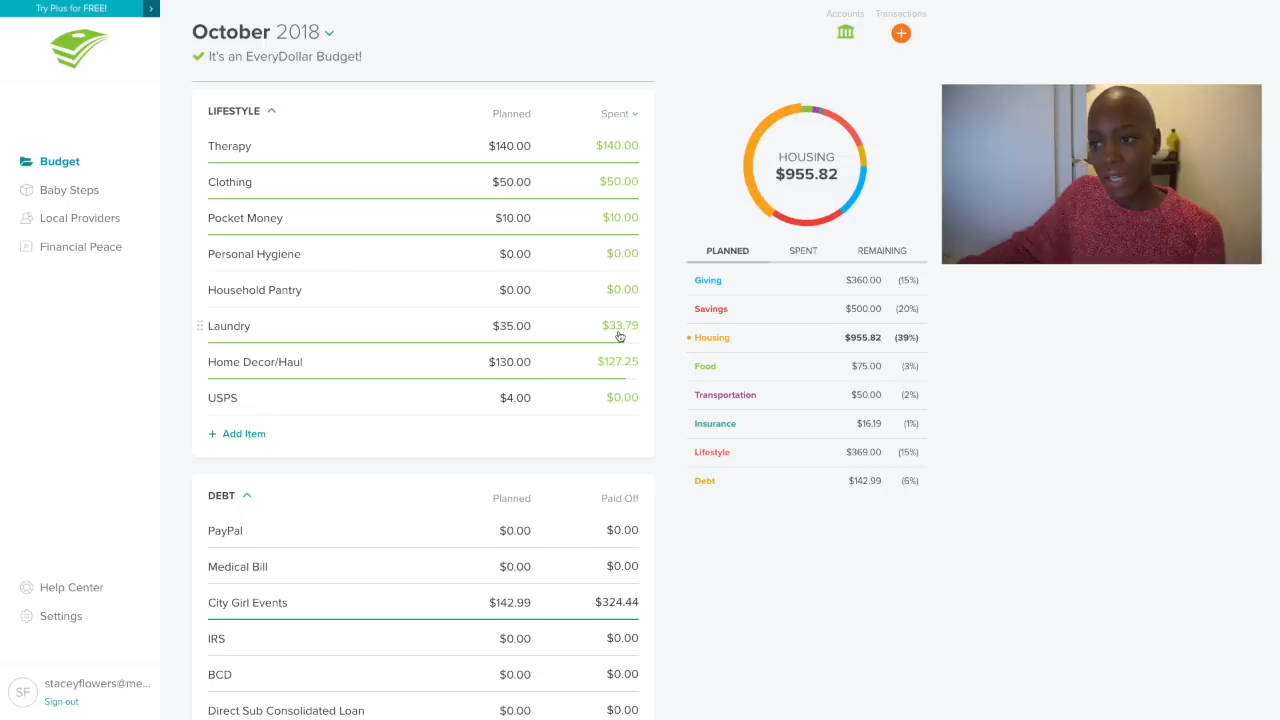 Try Plus for FREE!
October 2018
It's an EveryDollar Budget!
Accounts
Transactions
Budget
Baby Steps
Local Providers
Financial Peace
Help Center
Settings
SF
staceyflowers@me...
Sign out
LIFESTYLE Planned Spent
Therapy $140.00 $140.00
Clothing $50.00 $50.00
Pocket Money $10.00 $10.00
Personal Hygiene $0.00 $0.00
Household Pantry $0.00 $0.00
Laundry $35.00 $33.79
Home Decor/Haul $130.00 $127.25
USPS $4.00 $0.00
+ Add Item
DEBT Planned Paid Off
PayPal $0.00 $0.00
Medical Bill $0.00 $0.00
City Girl Events $142.99 $324.44
IRS $0.00 $0.00
BCD $0.00 $0.00
Direct Sub Consolidated Loan $0.00 $0.00
HOUSING
$955.82
PLANNED SPENT REMAINING
Giving $360.00 (15%)
Savings $500.00 (20%)
Housing $955.82 (39%)
Food $75.00 (3%)
Transportation $50.00 (2%)
Insurance $16.19 (1%)
Lifestyle $369.00 (15%)
Debt $142.99 (6%)